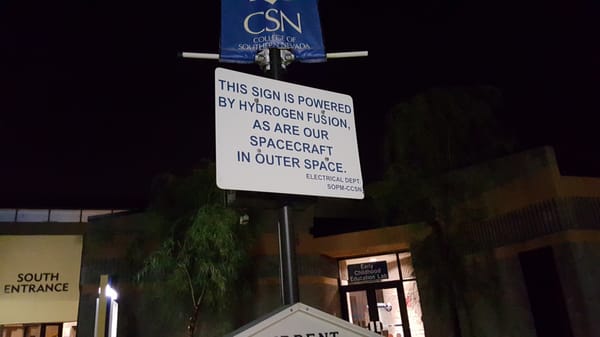 CSN
COLLEGE OF
SOUTHERN NEVADA
THIS SIGN IS POWERED
BY HYDROGEN FUSION,
AS ARE OUR
SPACECRAFT
IN OUTER SPACE.
ELECTRICAL DEPT.
SOPM-CCSN
SOUTH
ENTRANCE
Early
Childhood
Education Lab